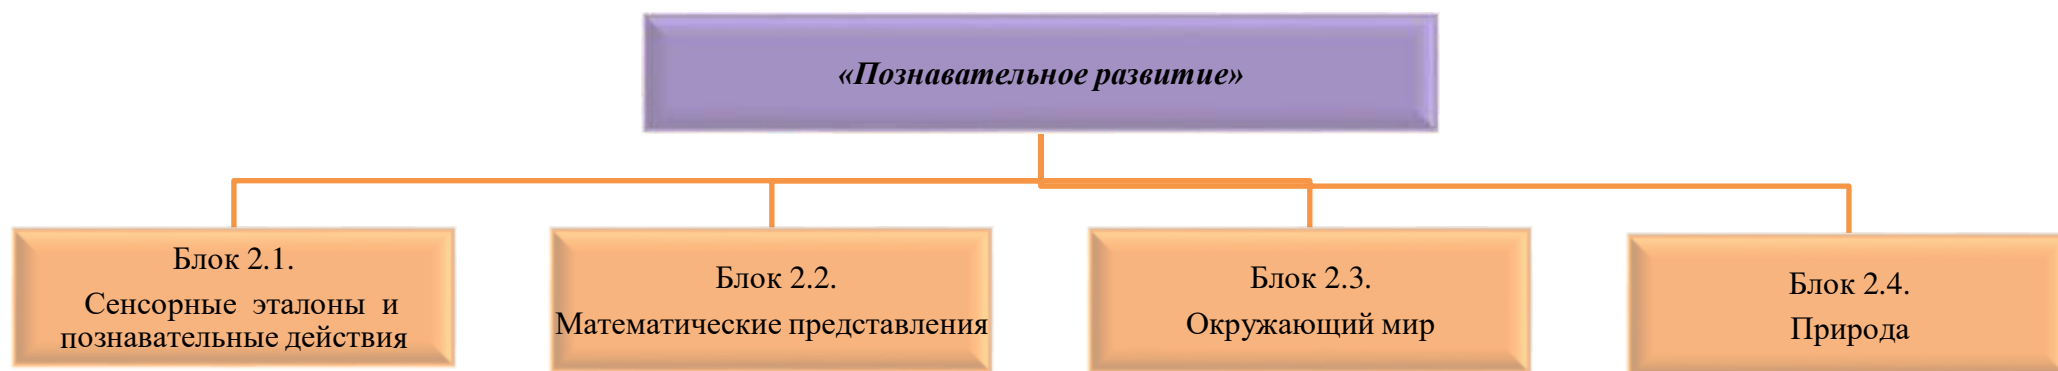 «Познавательное развитие»
Блок 2.1.
Сенсорные эталоны и
познавательные действия
Блок 2.2.
Математические представления
Блок 2.3.
Окружающий мир
Блок 2.4.
Природа